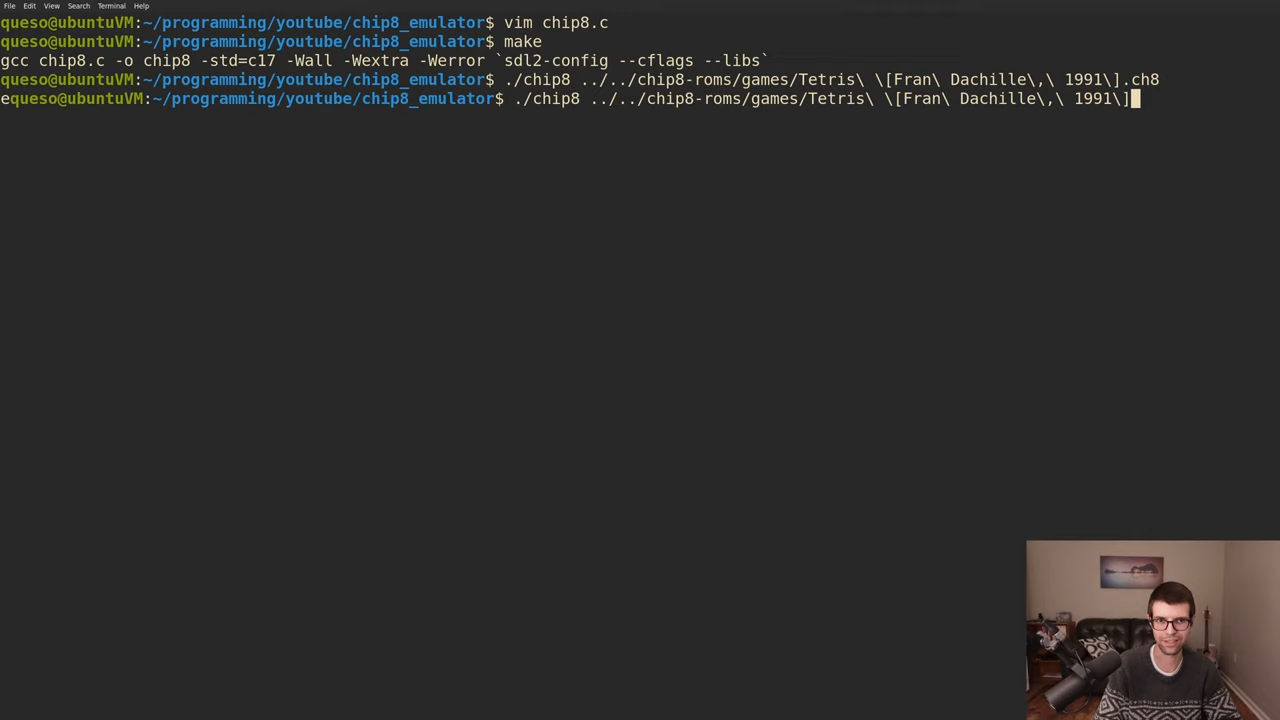 File Edit View Search Terminal Help
queso@ubuntuVM:~/programming/youtube/chip8_emulator$ vim chip8.c
queso@ubuntuVM:~/programming/youtube/chip8_emulator$ make
gcc chip8.c -o chip8 -std=c17 -Wall -Wextra -Werror `sdl2-config --cflags --libs`
queso@ubuntuVM:~/programming/youtube/chip8_emulator$ ./chip8 ../../chip8-roms/games/Tetris\ \[Fran\ Dachille\,\ 1991\].ch8
equeso@ubuntuVM:~/programming/youtube/chip8_emulator$ ./chip8 ../../chip8-roms/games/Tetris\ \[Fran\ Dachille\,\ 1991\]